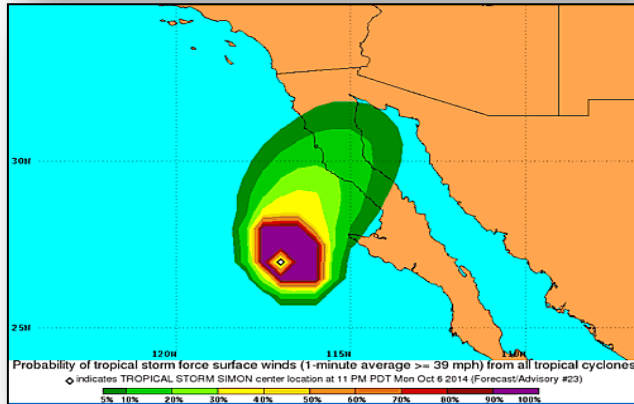 30N
25N
120W 115W 110W
Probability of tropical storm force surface winds (1-minute average >= 39 mph) from all tropical cyclones
indicates TROPICAL STORM SIMON center location at 11 PM PDT Mon Oct 6 2014 (Forecast/Advisory #23)
5% 10% 20% 30% 40% 50% 60% 70% 80% 90% 100%